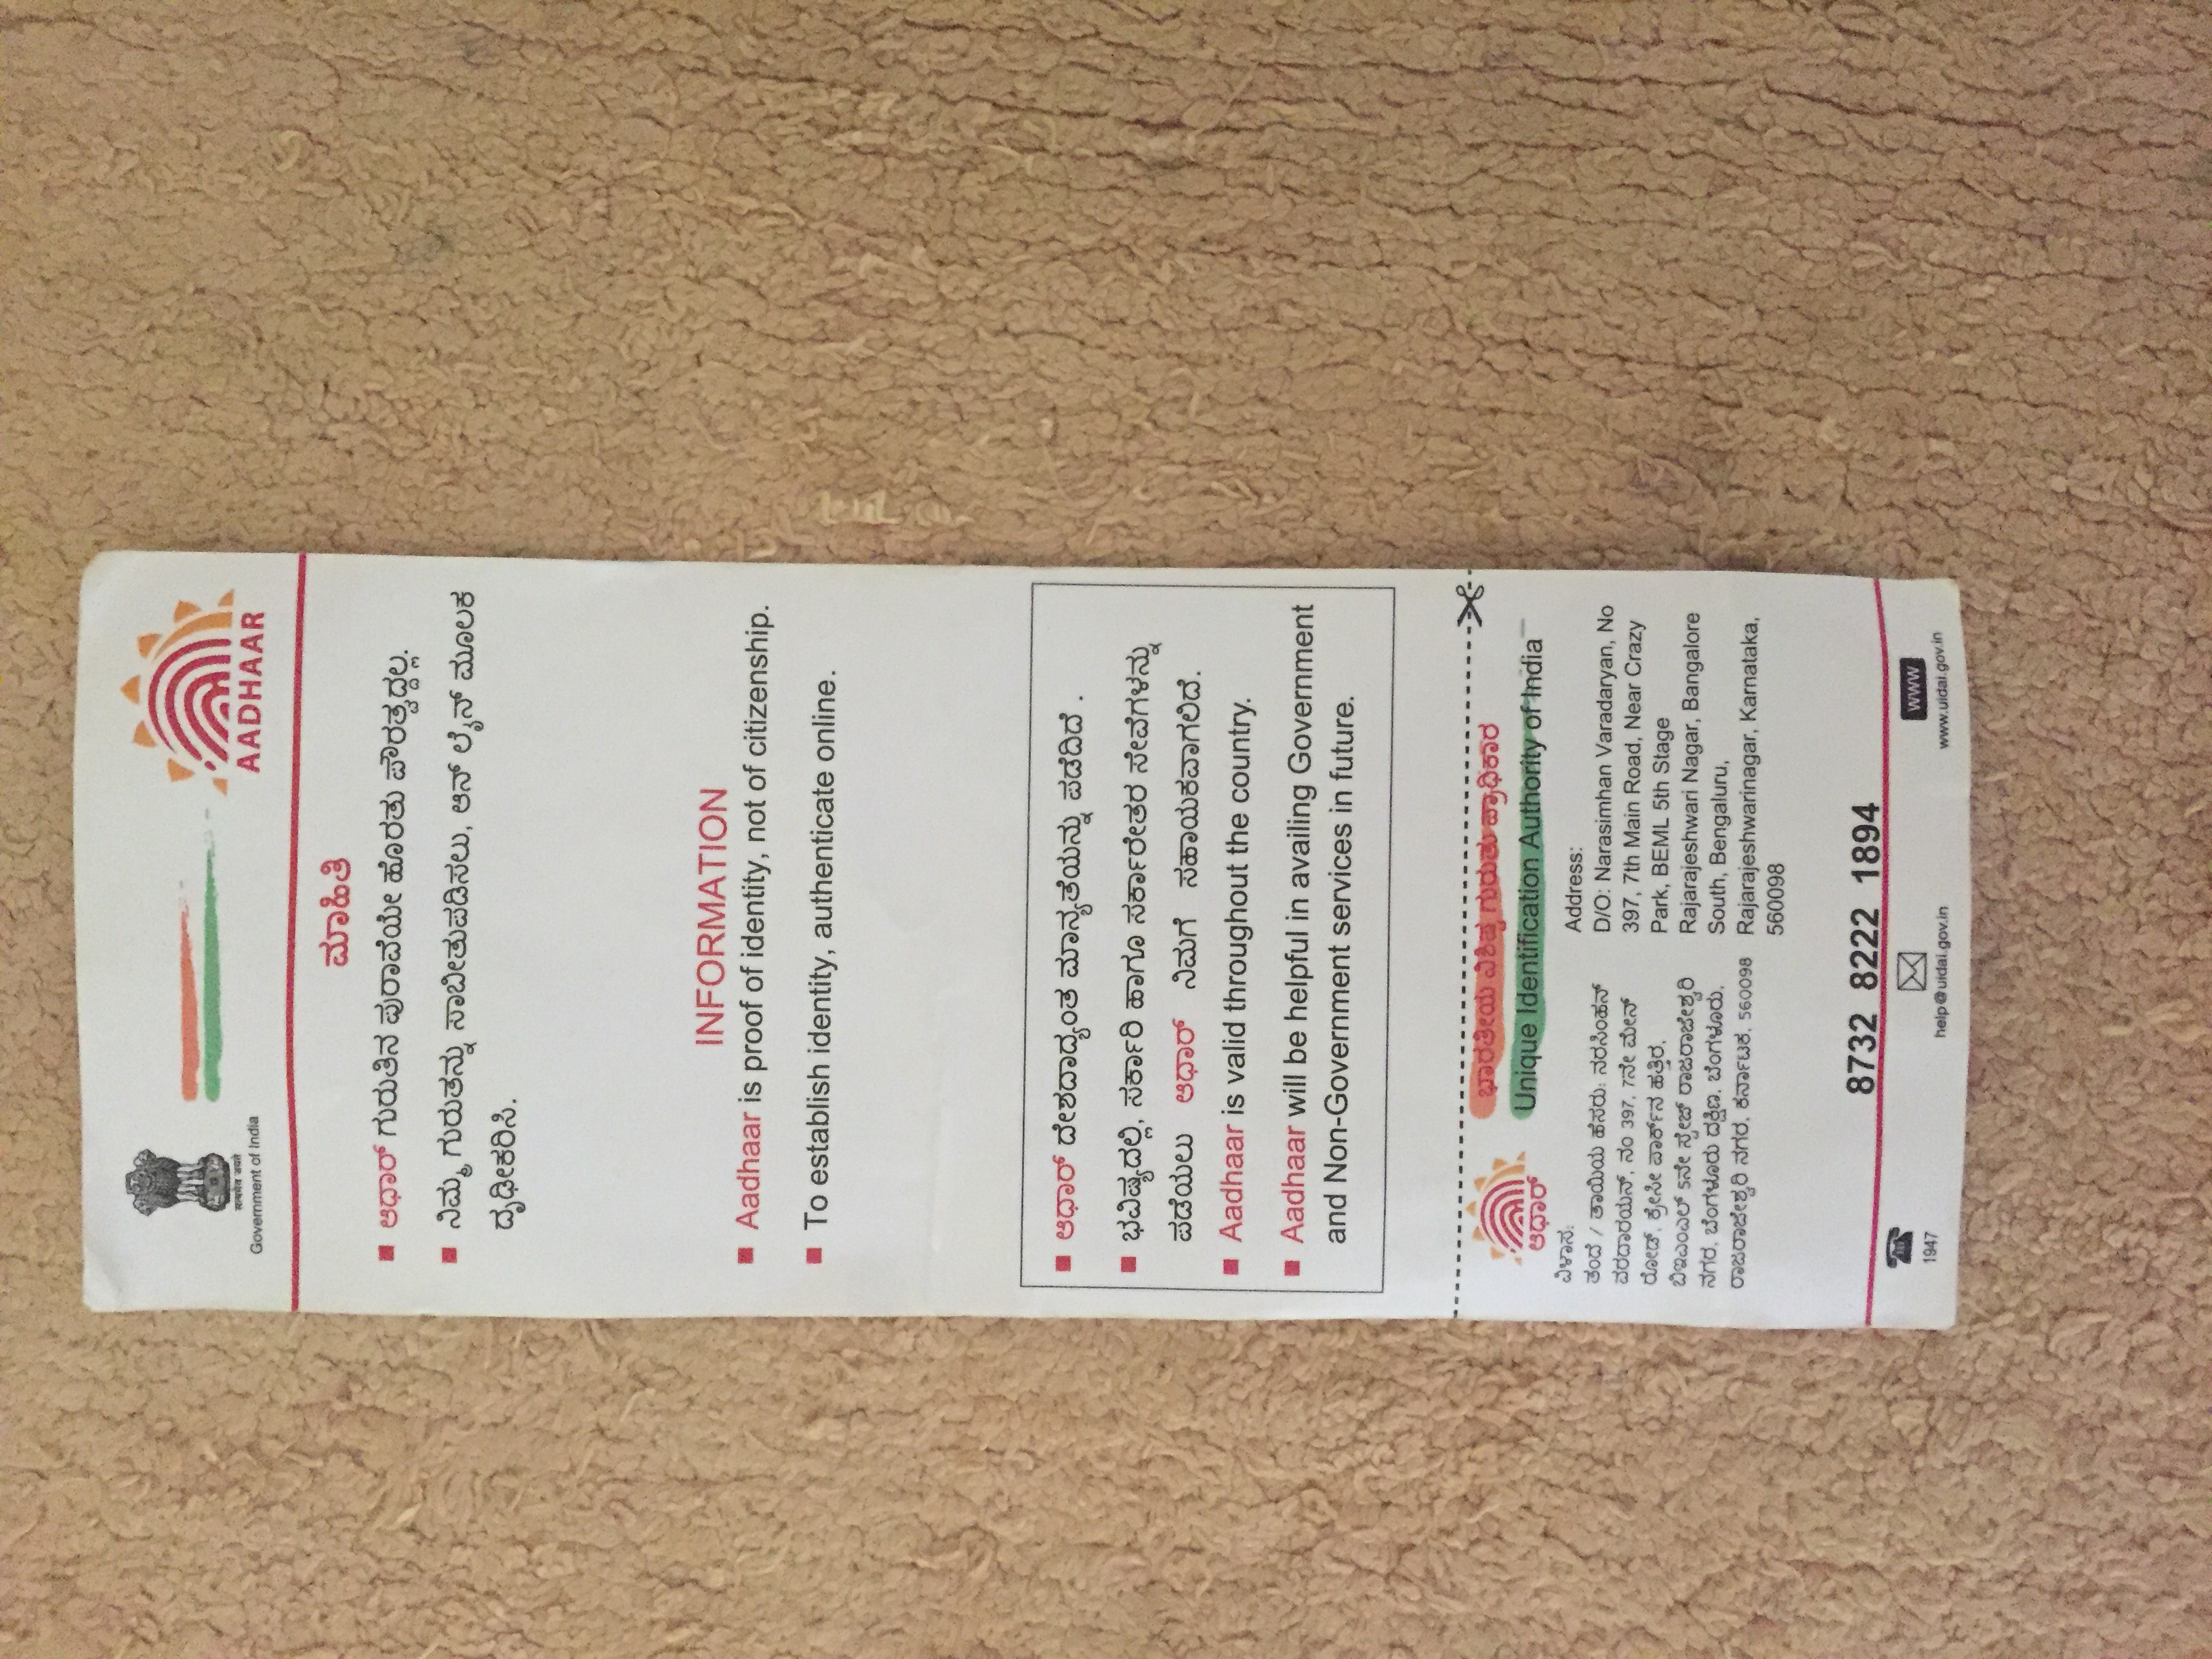 सत्यमेव जयते
Government of India
AADHAAR
ಮಾಹಿತಿ
ಆಧಾರ್ ಗುರುತಿನ ಪುರಾವೆಯೇ ಹೊರತು ಪೌರತ್ವದ್ದಲ್ಲ.
ನಿಮ್ಮ ಗುರುತನ್ನು ಸಾಬೀತುಪಡಿಸಲು, ಆನ್ ಲೈನ್ ಮೂಲಕ
ದೃಢೀಕರಿಸಿ.
INFORMATION
Aadhaar is proof of identity, not of citizenship.
To establish identity, authenticate online.
ಆಧಾರ್ ದೇಶದಾದ್ಯಂತ ಮಾನ್ಯತೆಯನ್ನು ಪಡೆದಿದೆ .
ಭವಿಷ್ಯದಲ್ಲಿ, ಸರ್ಕಾರಿ ಹಾಗೂ ಸರ್ಕಾರೇತರ ಸೇವೆಗಳನ್ನು
ಪಡೆಯಲು ಆಧಾರ್ ನಿಮಗೆ ಸಹಾಯಕವಾಗಲಿದೆ.
Aadhaar is valid throughout the country.
Aadhaar will be helpful in availing Government
and Non-Government services in future.
ಆಧಾರ್
ಭಾರತೀಯ ವಿಶಿಷ್ಟ ಗುರುತು ಪ್ರಾಧಿಕಾರ
Unique Identification Authority of India
ವಿಳಾಸ:
ತಂದೆ / ತಾಯಿಯ ಹೆಸರು: ನರಸಿಂಹನ್
ವರದಾರಯನ್, ನಂ 397, 7ನೇ ಮೇನ್
ರೋಡ್, ಕ್ರೇಸೀ ಪಾರ್ಕ್‌ನ ಹತ್ತಿರ,
ಬಿಇಎಂಎಲ್ 5ನೇ ಸ್ಟೇಜ್ ರಾಜರಾಜೇಶ್ವರಿ
ನಗರ, ಬೆಂಗಳೂರು ದಕ್ಷಿಣ, ಬೆಂಗಳೂರು,
ರಾಜರಾಜೇಶ್ವರಿ ನಗರ, ಕರ್ನಾಟಕ, 560098
Address:
D/O: Narasimhan Varadaryan, No
397, 7th Main Road, Near Crazy
Park, BEML 5th Stage
Rajarajeshwari Nagar, Bangalore
South, Bengaluru,
Rajarajeshwarinagar, Karnataka,
560098
8732 8222 1894
1947
help@uidai.gov.in
WWW
www.uidai.gov.in